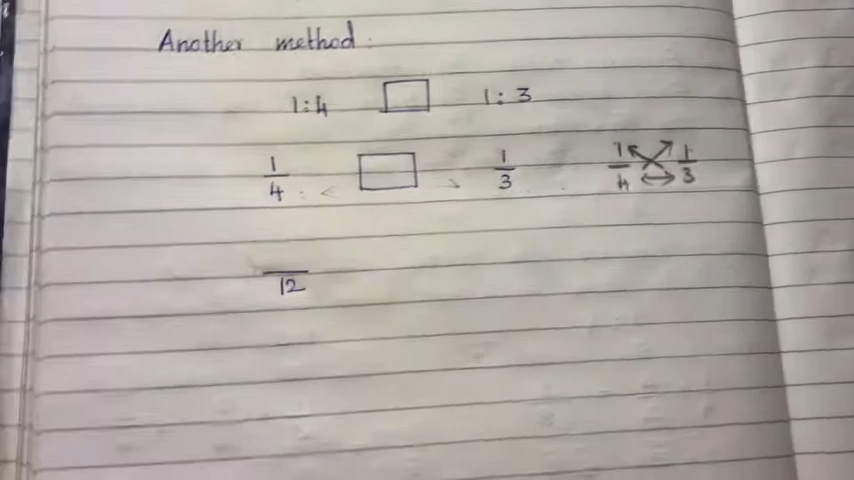 Another method
1:4 □ 1:3
1/4 < □ 1/3 1/4 ↔ 1/3
/12